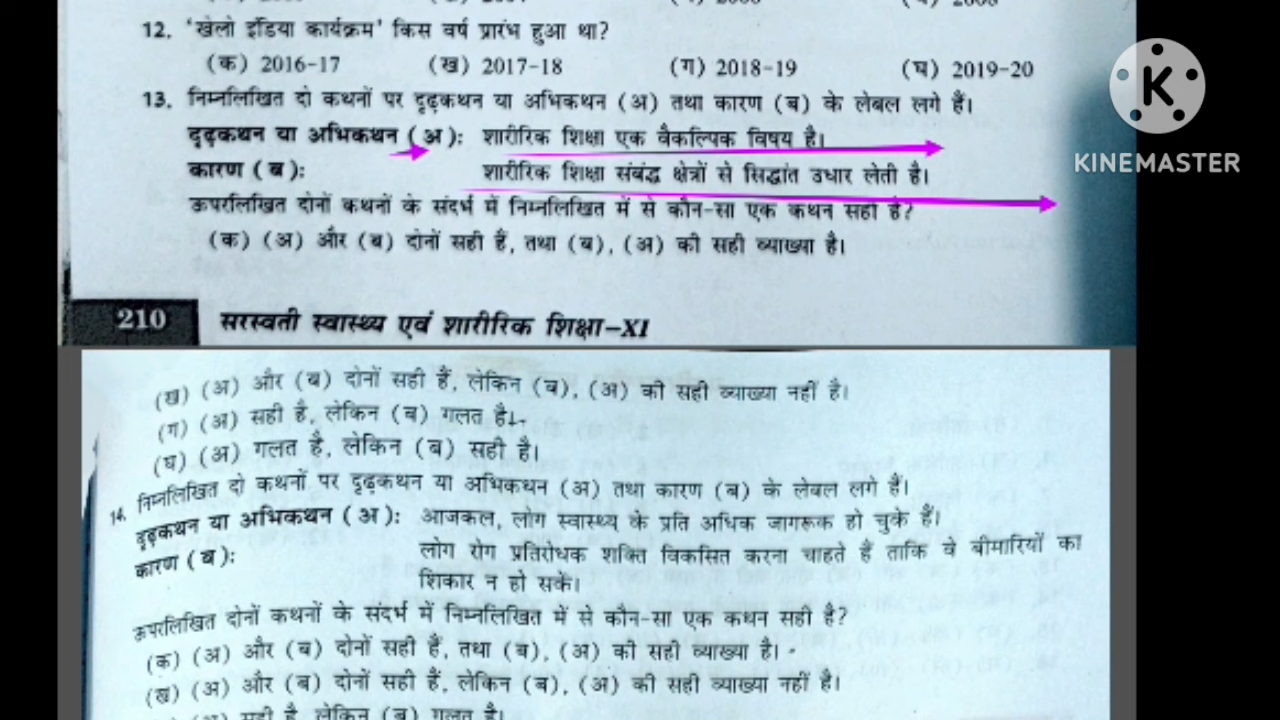 12. 'खेलो इंडिया कार्यक्रम' किस वर्ष प्रारंभ हुआ था?
(क) 2016-17 (ख) 2017-18 (ग) 2018-19 (घ) 2019-20
13. निम्नलिखित दो कथनों पर दृढ़कथन या अभिकथन (अ) तथा कारण (ब) के लेबल लगे हैं।
दृढ़कथन या अभिकथन (अ): शारीरिक शिक्षा एक वैकल्पिक विषय है।
कारण (ब): शारीरिक शिक्षा संबंद्ध क्षेत्रों से सिद्धांत उधार लेती है।
ऊपरलिखित दोनों कथनों के संदर्भ में निम्नलिखित में से कौन-सा एक कथन सही है?
(क) (अ) और (ब) दोनों सही हैं, तथा (ब), (अ) की सही व्याख्या है।
K
KINEMASTER
210 सरस्वती स्वास्थ्य एवं शारीरिक शिक्षा-XI
(ख) (अ) और (ब) दोनों सही हैं, लेकिन (ब), (अ) की सही व्याख्या नहीं है।
(ग) (अ) सही है, लेकिन (ब) गलत है।
(घ) (अ) गलत है, लेकिन (ब) सही है।
14. निम्नलिखित दो कथनों पर दृढ़कथन या अभिकथन (अ) तथा कारण (ब) के लेबल लगे हैं।
दृढ़कथन या अभिकथन (अ): आजकल, लोग स्वास्थ्य के प्रति अधिक जागरूक हो चुके हैं।
कारण (ब): लोग रोग प्रतिरोधक शक्ति विकसित करना चाहते हैं ताकि वे बीमारियों का
शिकार न हो सकें।
ऊपरलिखित दोनों कथनों के संदर्भ में निम्नलिखित में से कौन-सा एक कथन सही है?
(क) (अ) और (ब) दोनों सही हैं, तथा (ब), (अ) की सही व्याख्या है।
(ख) (अ) और (ब) दोनों सही हैं, लेकिन (ब), (अ) की सही व्याख्या नहीं है।
(अ) सही है, लेकिन (ब) गलत है।